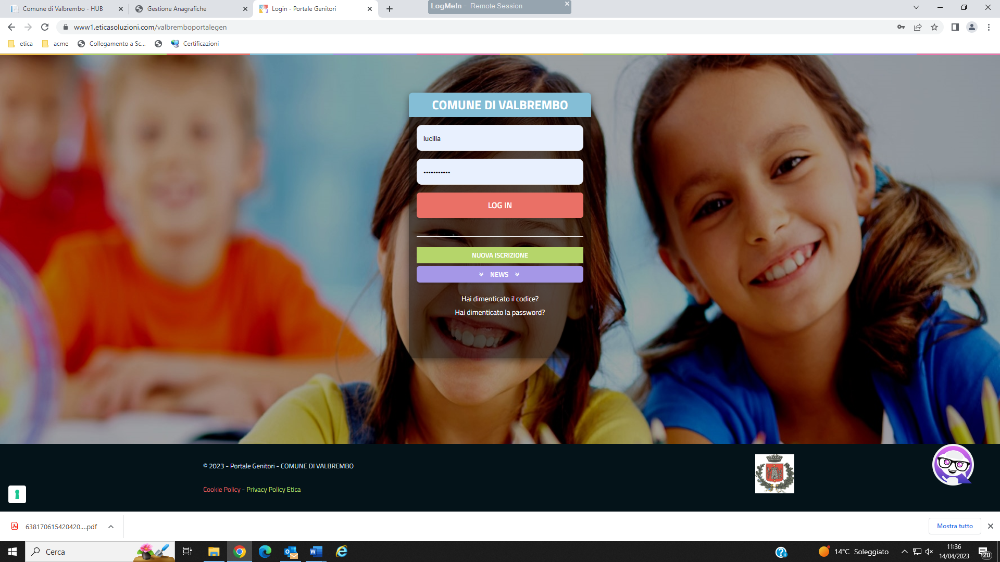 Comune di Valbrembo - HUB
Gestione Anagrafiche
Login - Portale Genitori
LogMeIn - Remote Session
www1.eticasoluzioni.com/valbremboportalegen
etica
acme
Collegamento a Sc...
Certificazioni
COMUNE DI VALBREMBO
lucilla
•••••••••••
LOG IN
NUOVA ISCRIZIONE
NEWS
Hai dimenticato il codice?
Hai dimenticato la password?
© 2023 - Portale Genitori - COMUNE DI VALBREMBO
Cookie Policy - Privacy Policy Etica
638170615420420....pdf
Mostra tutto
Cerca
14°C Soleggiato
11:36
14/04/2023
20